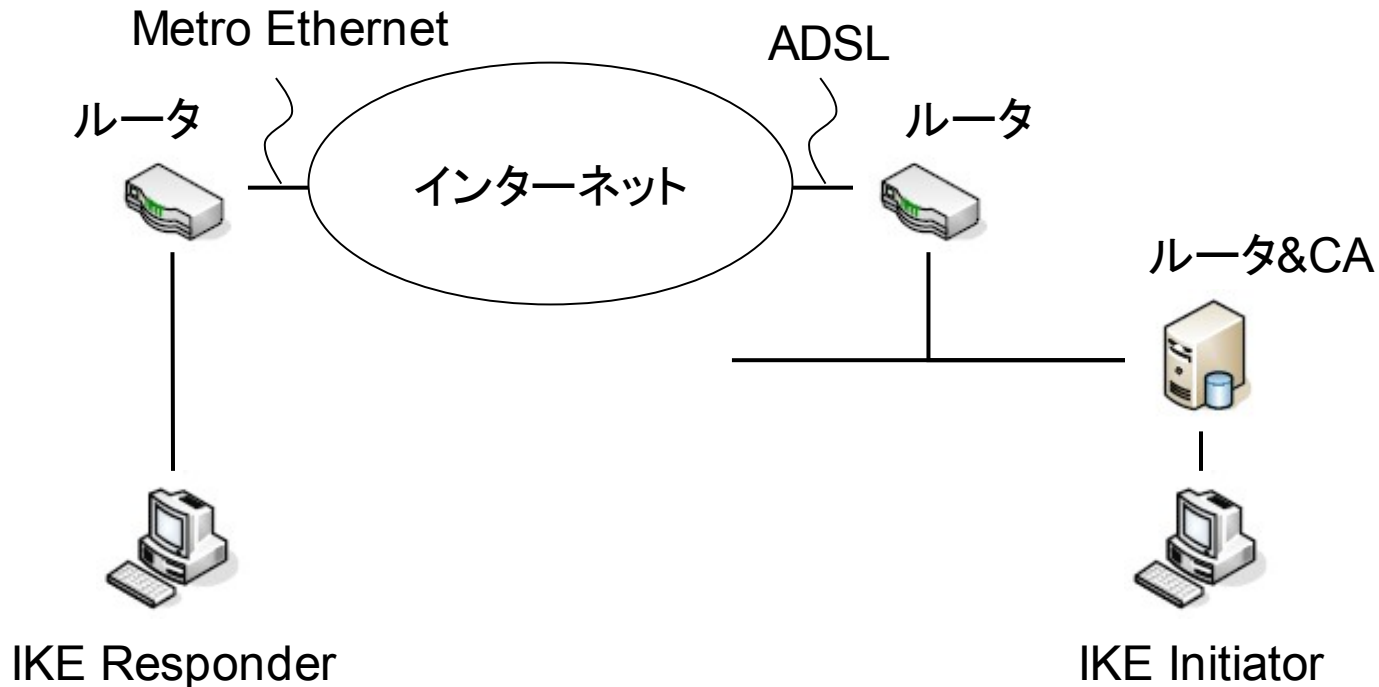 Metro Ethernet
ADSL
ルータ
ルータ
インターネット
ルータ&CA
IKE Responder
IKE Initiator